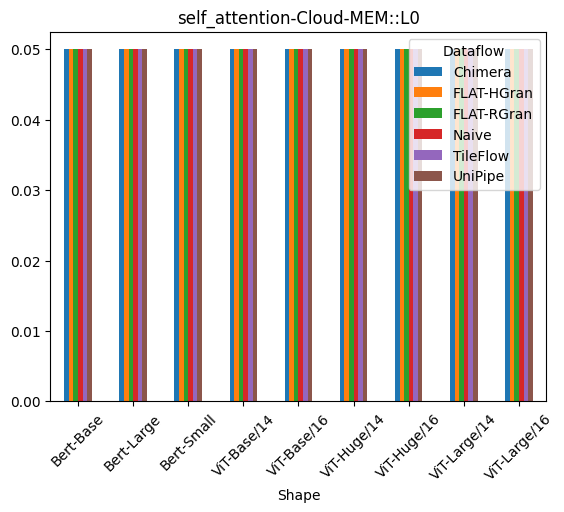 self_attention-Cloud-MEM::L0
0.05
0.04
0.03
0.02
0.01
0.00
Dataflow
Chimera
FLAT-HGran
FLAT-RGran
Naive
TileFlow
UniPipe
Bert-Base
Bert-Large
Bert-Small
ViT-Base/14
ViT-Base/16
ViT-Huge/14
ViT-Huge/16
ViT-Large/14
ViT-Large/16
Shape